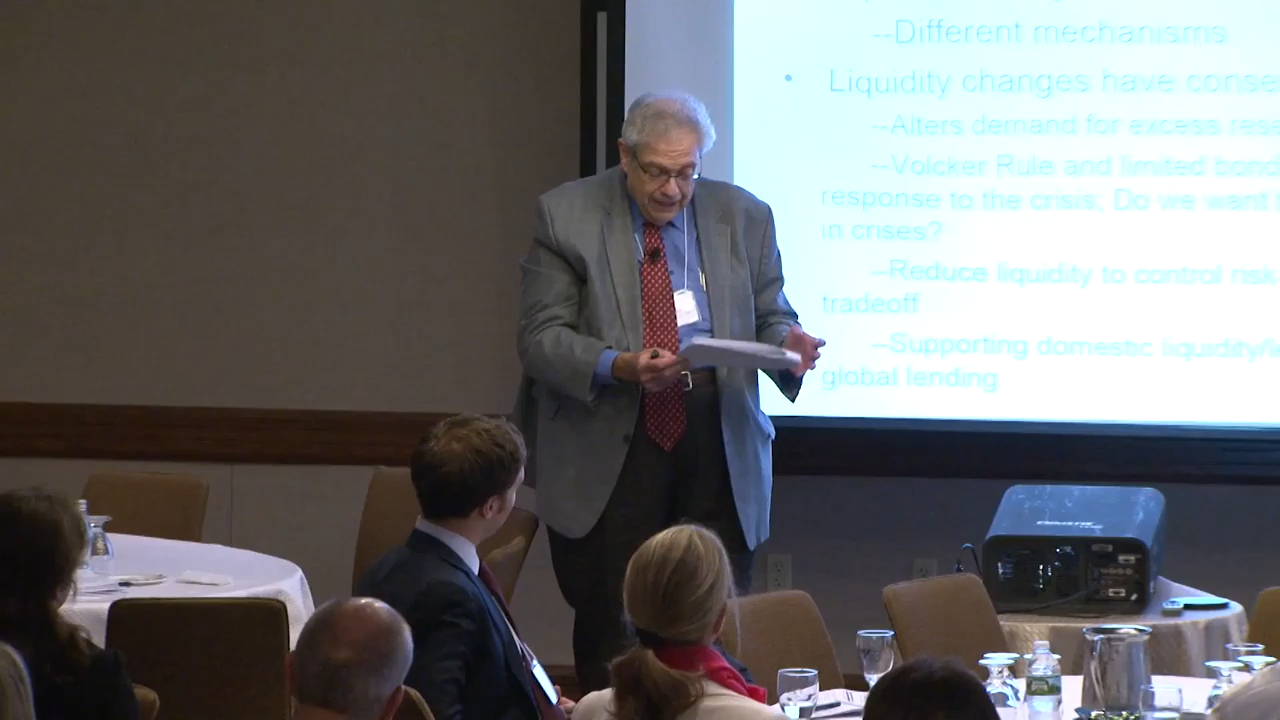 --Different mechanisms
• Liquidity changes have conse
--Alters demand for excess rese
--Volcker Rule and limited bond
response to the crisis; Do we want
in crises?
--Reduce liquidity to control risk
tradeoff
--Supporting domestic liquidity/
global lending
CHRISTIE